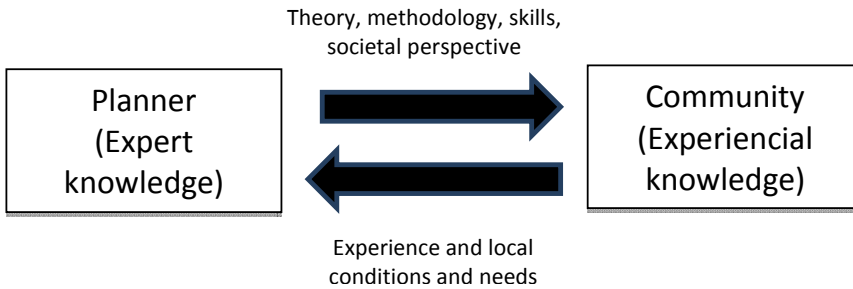 Theory, methodology, skills,
societal perspective
Planner
(Expert
knowledge)
Community
(Experiencial
knowledge)
Experience and local
conditions and needs